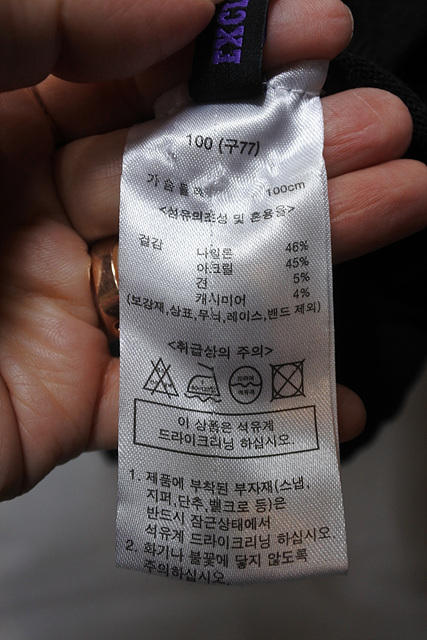 EXCL
100 (구77)
가슴둘레 100cm
<섬유의조성 및 혼용율>
겉감 나일론 46%
아크릴 45%
견 5%
캐시미어 4%
(보강재,상표,무늬,레이스,밴드 제외)
<취급상의 주의>
드라이
석유계
이 상품은 석유계
드라이크리닝 하십시오.
1. 제품에 부착된 부자재(스냅,
지퍼,단추,벨크로 등)은
반드시 잠근상태에서
석유계 드라이크리닝 하십시오.
2. 화기나 불꽃에 닿지 않도록
주의하십시오.